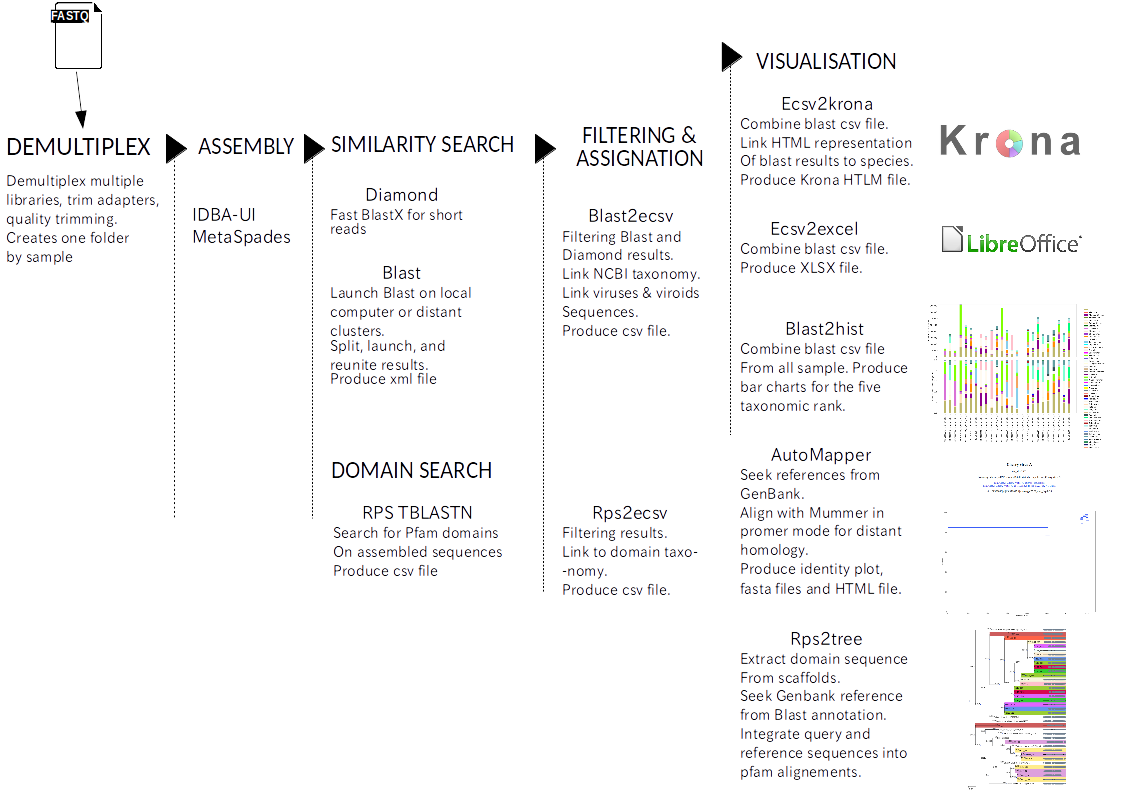 FASTQ
DEMULTIPLEX
Demultiplex multiple
libraries, trim adapters,
quality trimming.
Creates one folder
by sample
ASSEMBLY
IDBA-UI
MetaSpades
SIMILARITY SEARCH
Diamond
Fast BlastX for short
reads
Blast
Launch Blast on local
computer or distant
clusters.
Split, launch, and
reunite results.
Produce xml file
DOMAIN SEARCH
RPS TBLASTN
Search for Pfam domains
On assembled sequences
Produce csv file
FILTERING &
ASSIGNATION
Blast2ecsv
Filtering Blast and
Diamond results.
Link NCBI taxonomy.
Link viruses & viroids
Sequences.
Produce csv file.
Rps2ecsv
Filtering results.
Link to domain taxo-
-nomy.
Produce csv file.
VISUALISATION
Ecsv2krona
Combine blast csv file.
Link HTML representation
Of blast results to species.
Produce Krona HTLM file.
Krona
Ecsv2excel
Combine blast csv file.
Produce XLSX file.
LibreOffice
Blast2hist
Combine blast csv file
From all sample. Produce
bar charts for the five
taxonomic rank.
AutoMapper
Seek references from
GenBank.
Align with Mummer in
promer mode for distant
homology.
Produce identity plot,
fasta files and HTML file.
Rps2tree
Extract domain sequence
From scaffolds.
Seek Genbank reference
from Blast annotation.
Integrate query and
reference sequences into
pfam alignements.